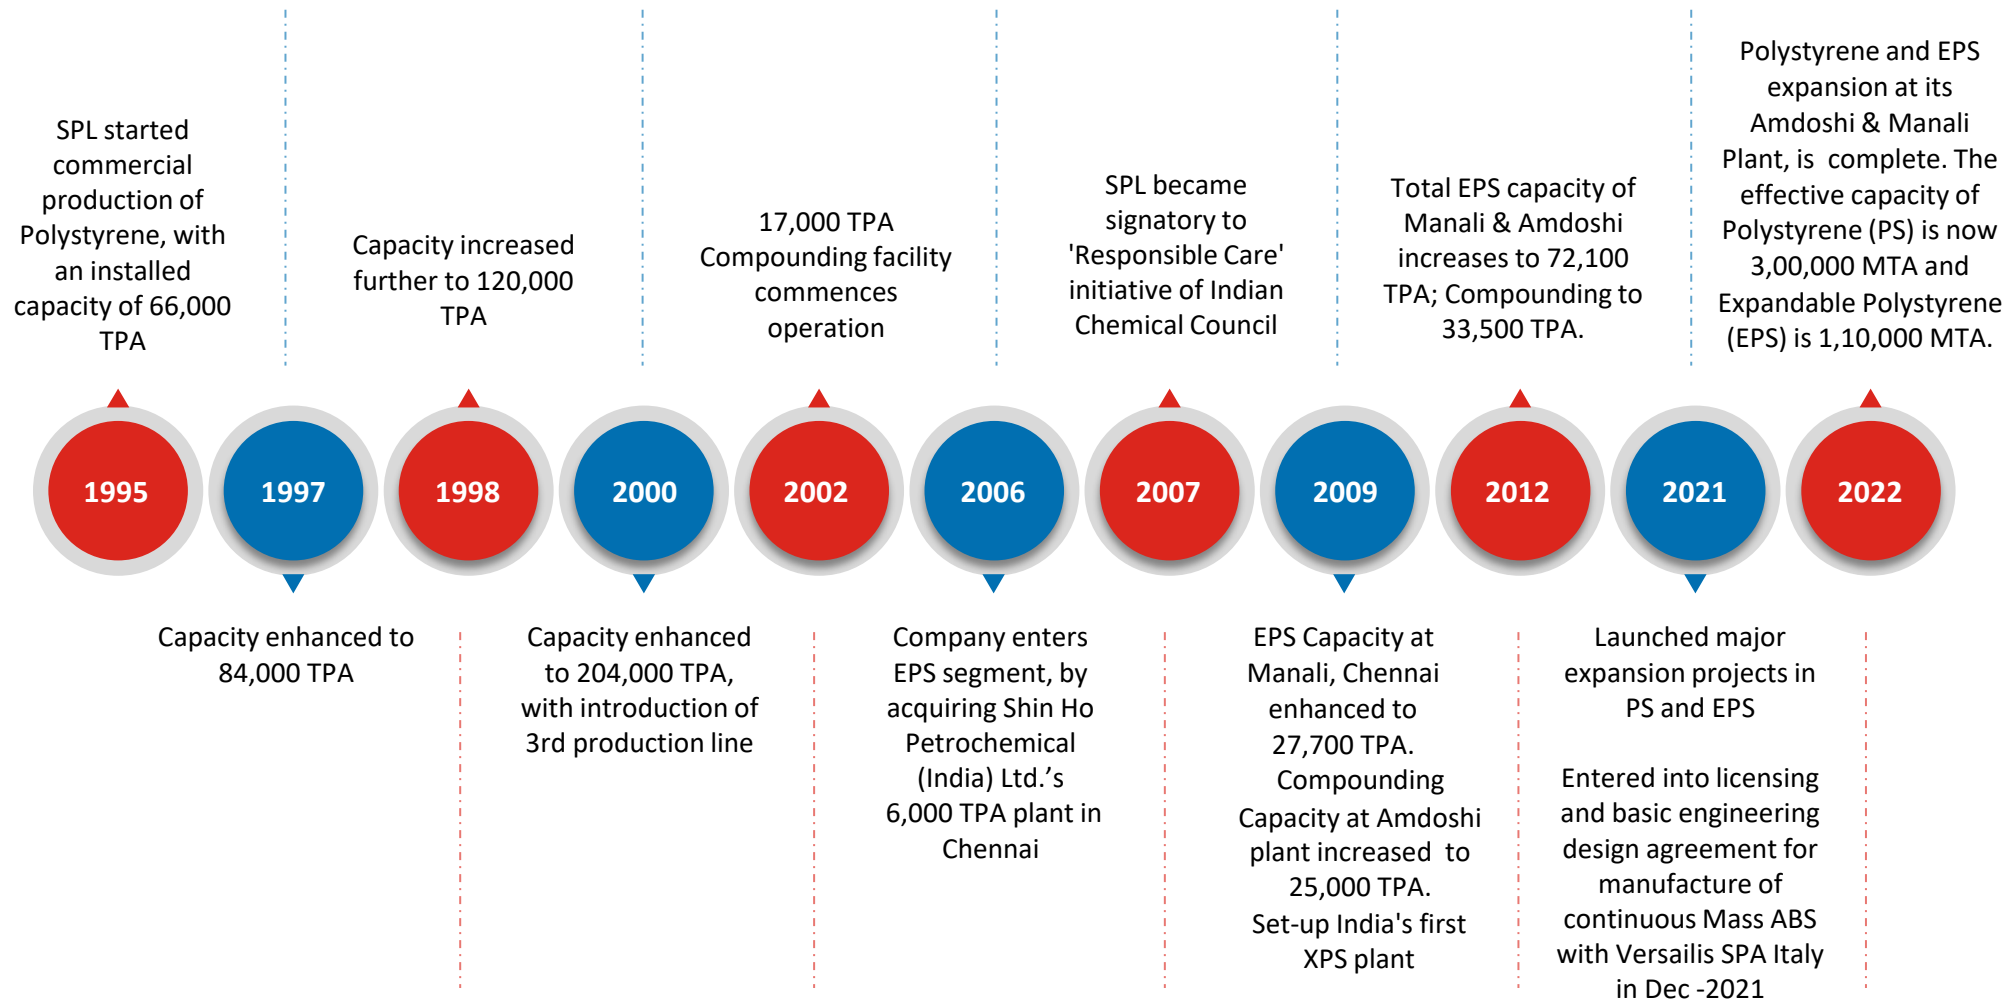 SPL started
commercial
production of
Polystyrene, with
an installed
capacity of 66,000
TPA
Capacity increased
further to 120,000
TPA
17,000 TPA
Compounding facility
commences
operation
SPL became
signatory to
'Responsible Care'
initiative of Indian
Chemical Council
Total EPS capacity of
Manali & Amdoshi
increases to 72,100
TPA; Compounding to
33,500 TPA.
Polystyrene and EPS
expansion at its
Amdoshi & Manali
Plant, is complete. The
effective capacity of
Polystyrene (PS) is now
3,00,000 MTA and
Expandable Polystyrene
(EPS) is 1,10,000 MTA.
1995
1997
1998
2000
2002
2006
2007
2009
2012
2021
2022
Capacity enhanced to
84,000 TPA
Capacity enhanced
to 204,000 TPA,
with introduction of
3rd production line
Company enters
EPS segment, by
acquiring Shin Ho
Petrochemical
(India) Ltd.’s
6,000 TPA plant in
Chennai
EPS Capacity at
Manali, Chennai
enhanced to
27,700 TPA.
Compounding
Capacity at Amdoshi
plant increased to
25,000 TPA.
Set-up India's first
XPS plant
Launched major
expansion projects in
PS and EPS
Entered into licensing
and basic engineering
design agreement for
manufacture of
continuous Mass ABS
with Versailis SPA Italy
in Dec -2021